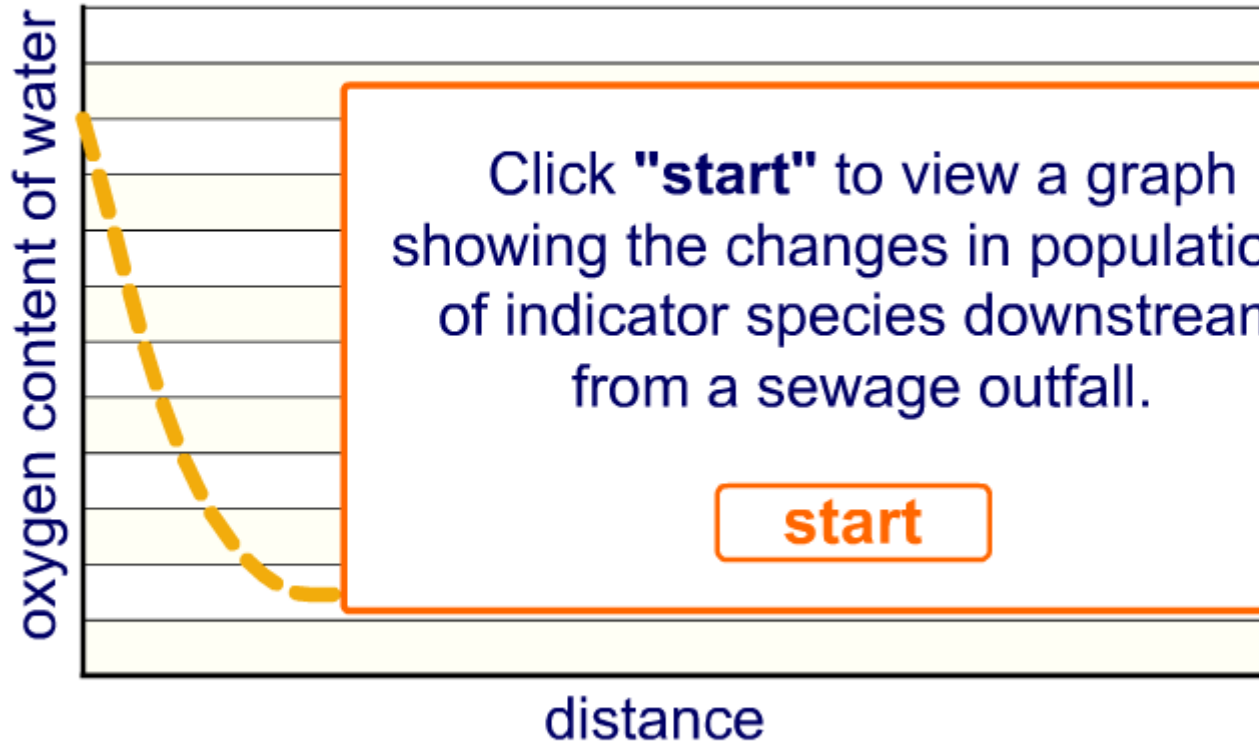 oxygen content of water
Click "start" to view a graph
showing the changes in populatio
of indicator species downstream
from a sewage outfall.
start
distance